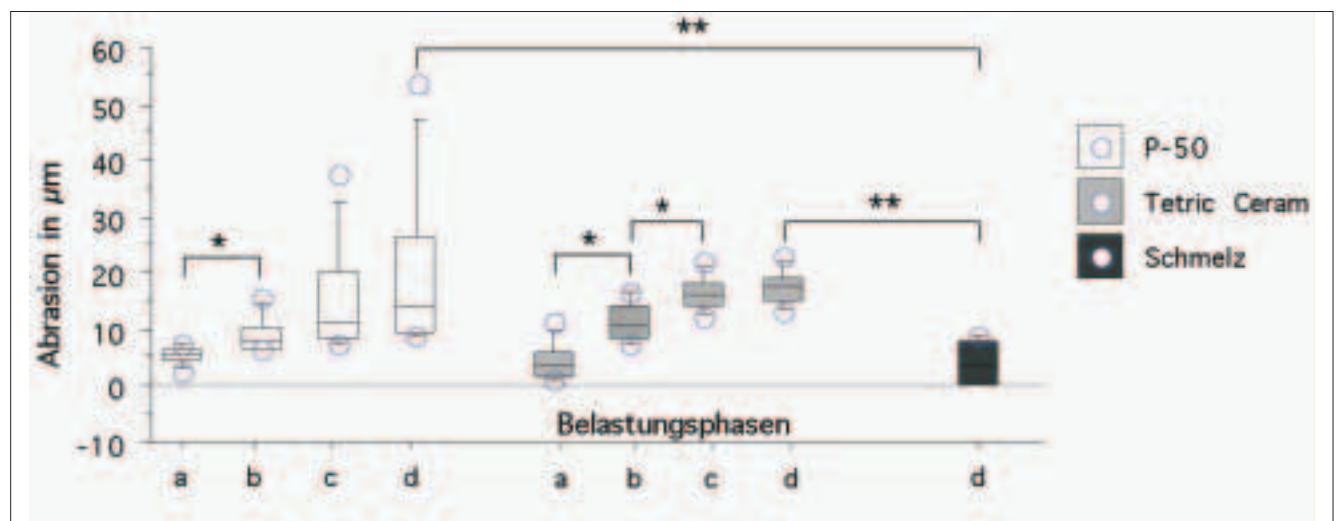 **
60
50
40
30
20
10
0
-10
Abrasion in µm
*
*
*
**
P-50
Tetric Ceram
Schmelz
Belastungsphasen
a b c d a b c d d